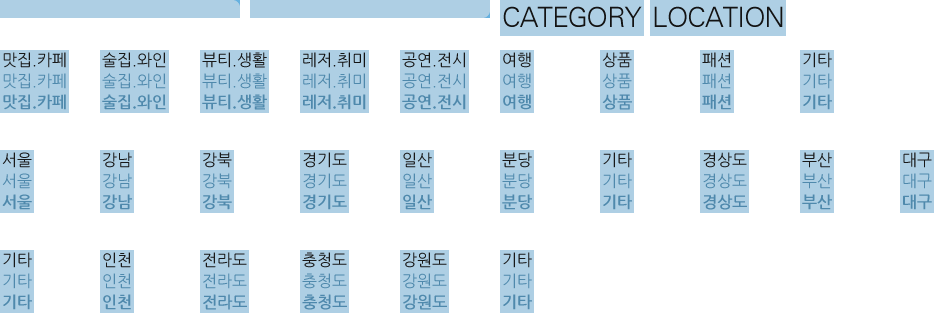 CATEGORY LOCATION
맛집.카페 술집.와인 뷰티.생활 레저.취미 공연.전시 여행 상품 패션 기타
맛집.카페 술집.와인 뷰티.생활 레저.취미 공연.전시 여행 상품 패션 기타
맛집.카페 술집.와인 뷰티.생활 레저.취미 공연.전시 여행 상품 패션 기타
서울 강남 강북 경기도 일산 분당 기타 경상도 부산 대구
서울 강남 강북 경기도 일산 분당 기타 경상도 부산 대구
서울 강남 강북 경기도 일산 분당 기타 경상도 부산 대구
기타 인천 전라도 충청도 강원도 기타
기타 인천 전라도 충청도 강원도 기타
기타 인천 전라도 충청도 강원도 기타